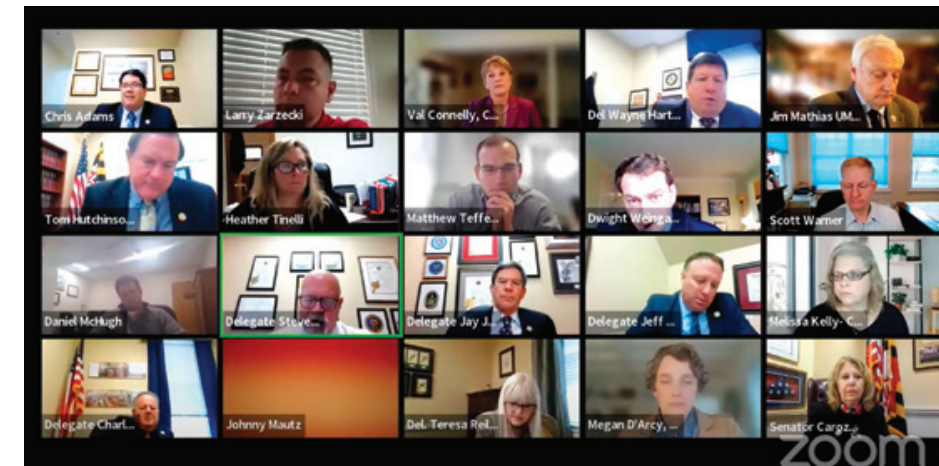 Chris Adams
Larry Zarzecki
Val Connelly, C...
Del Wayne Hart...
Jim Mathias UM...
Tom Hutchinso...
Heather Tinelli
Matthew Teffe...
Dwight Weinga...
Scott Warner
Daniel McHugh
Delegate Steve...
Delegate Jay J...
Delegate Jeff ...
Melissa Kelly- C...
Delegate Charl...
Johnny Mautz
Del. Teresa Rei...
Megan D'Arcy, ...
Senator Caroz...
zoom